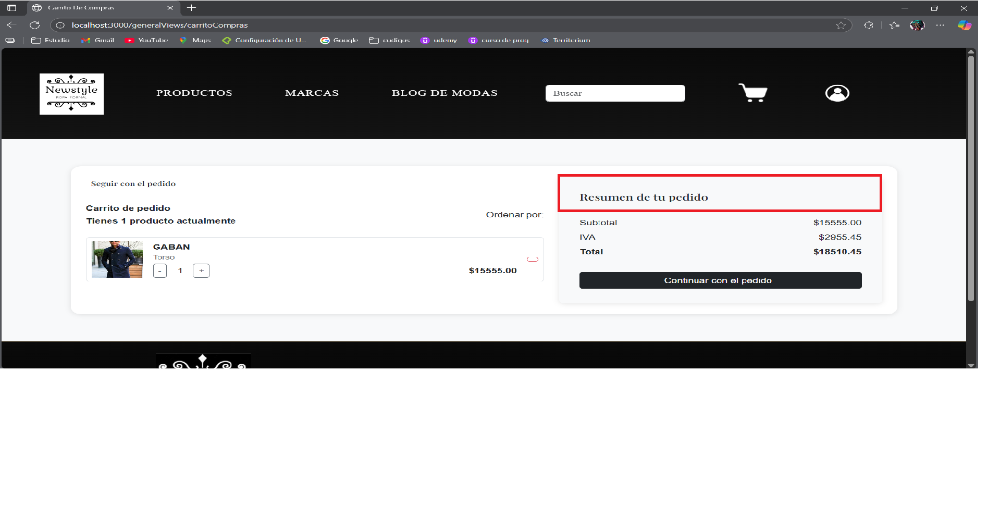 Carrito De Compras
localhost:3000/generalViews/carritoCompras
Estudio Gmail YouTube Maps Configuración de U... Google codigos udemy curso de prog Territorium
Newstyle
ROPA FORMAL
PRODUCTOS MARCAS BLOG DE MODAS Buscar
Seguir con el pedido
Carrito de pedido
Tienes 1 producto actualmente
Ordenar por:
GABAN
Torso
- 1 +
$15555.00
Resumen de tu pedido
Subtotal $15555.00
IVA $2955.45
Total $18510.45
Continuar con el pedido